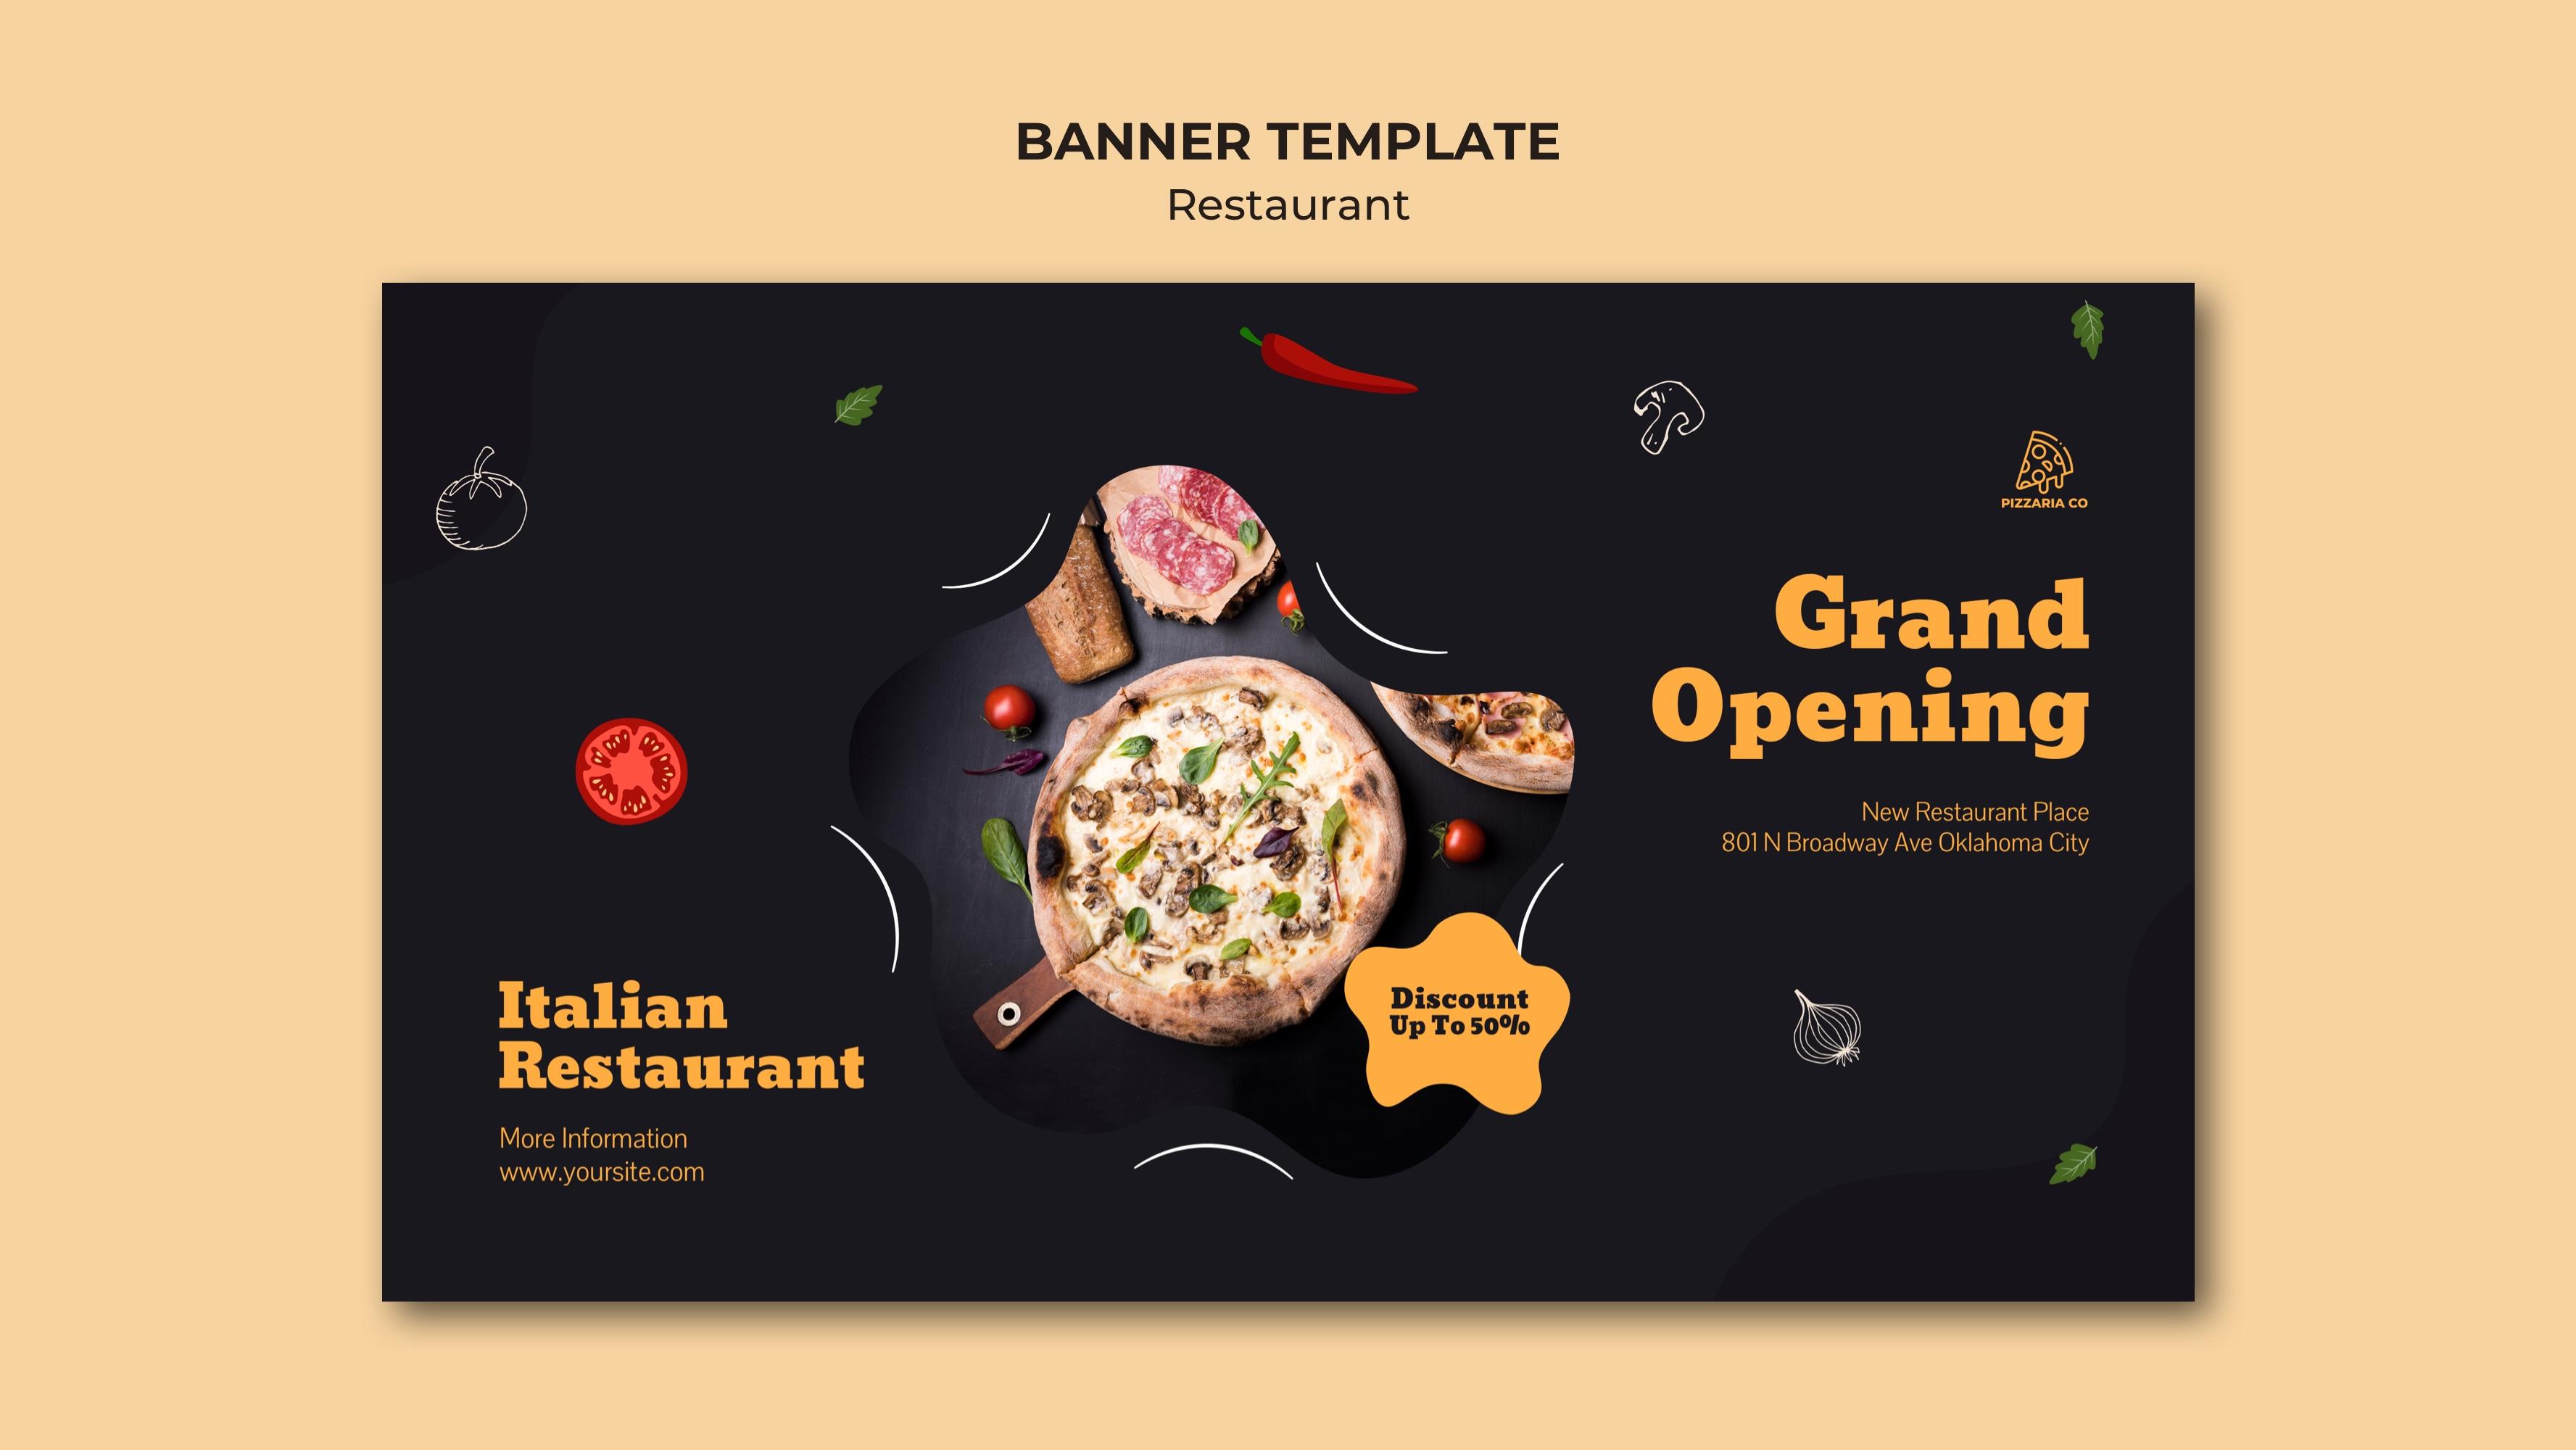 BANNER TEMPLATE
Restaurant
PIZZARIA CO
Grand
Opening
New Restaurant Place
801 N Broadway Ave Oklahoma City
Discount
Up To 50%
Italian
Restaurant
More Information
www.yoursite.com